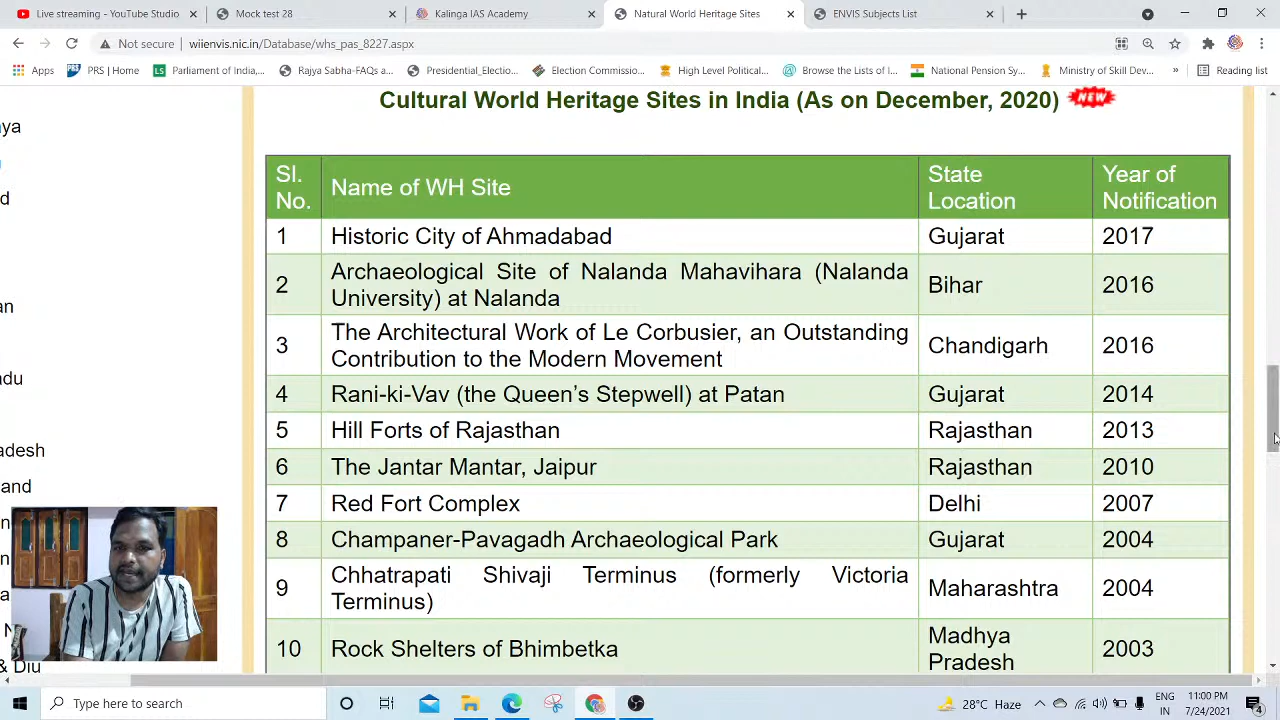 Live streaming - YouTube Studio
Mock test 28
Kalinga IAS Academy
Natural World Heritage Sites
ENVIS Subjects List
Not secure | wiienvis.nic.in/Database/whs_pas_8227.aspx
Apps
PRS | Home
Parliament of India,...
Rajya Sabha-FAQs a...
Presidential_Electio...
Election Commissio...
High Level Political...
Browse the Lists of I...
National Pension Sy...
Ministry of Skill Dev...
»
Reading list
Cultural World Heritage Sites in India (As on December, 2020) NEW
aya
d
an
adu
adesh
and
& Diu
Sl. No.
Name of WH Site
State Location
Year of Notification
1 Historic City of Ahmadabad Gujarat 2017
2 Archaeological Site of Nalanda Mahavihara (Nalanda
University) at Nalanda Bihar 2016
3 The Architectural Work of Le Corbusier, an Outstanding
Contribution to the Modern Movement Chandigarh 2016
4 Rani-ki-Vav (the Queen's Stepwell) at Patan Gujarat 2014
5 Hill Forts of Rajasthan Rajasthan 2013
6 The Jantar Mantar, Jaipur Rajasthan 2010
7 Red Fort Complex Delhi 2007
8 Champaner-Pavagadh Archaeological Park Gujarat 2004
9 Chhatrapati Shivaji Terminus (formerly Victoria
Terminus) Maharashtra 2004
10 Rock Shelters of Bhimbetka Madhya Pradesh 2003
Type here to search
28°C Haze
ENG
IN
11:00 PM
7/24/2021
4